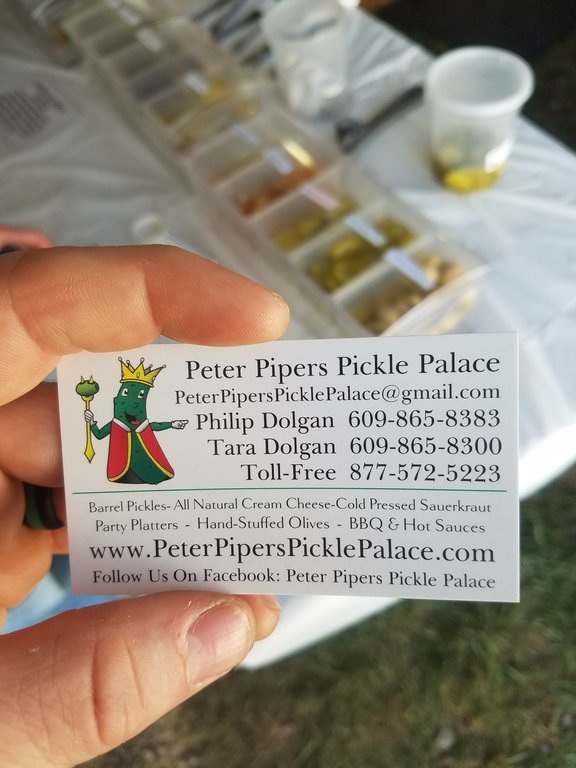 Peter Pipers Pickle Palace
PeterPipersPicklePalace@gmail.com
Philip Dolgan 609-865-8383
Tara Dolgan 609-865-8300
Toll-Free 877-572-5223
Barrel Pickles- All Natural Cream Cheese-Cold Pressed Sauerkraut
Party Platters - Hand-Stuffed Olives - BBQ & Hot Sauces
www.PeterPipersPicklePalace.com
Follow Us On Facebook: Peter Pipers Pickle Palace